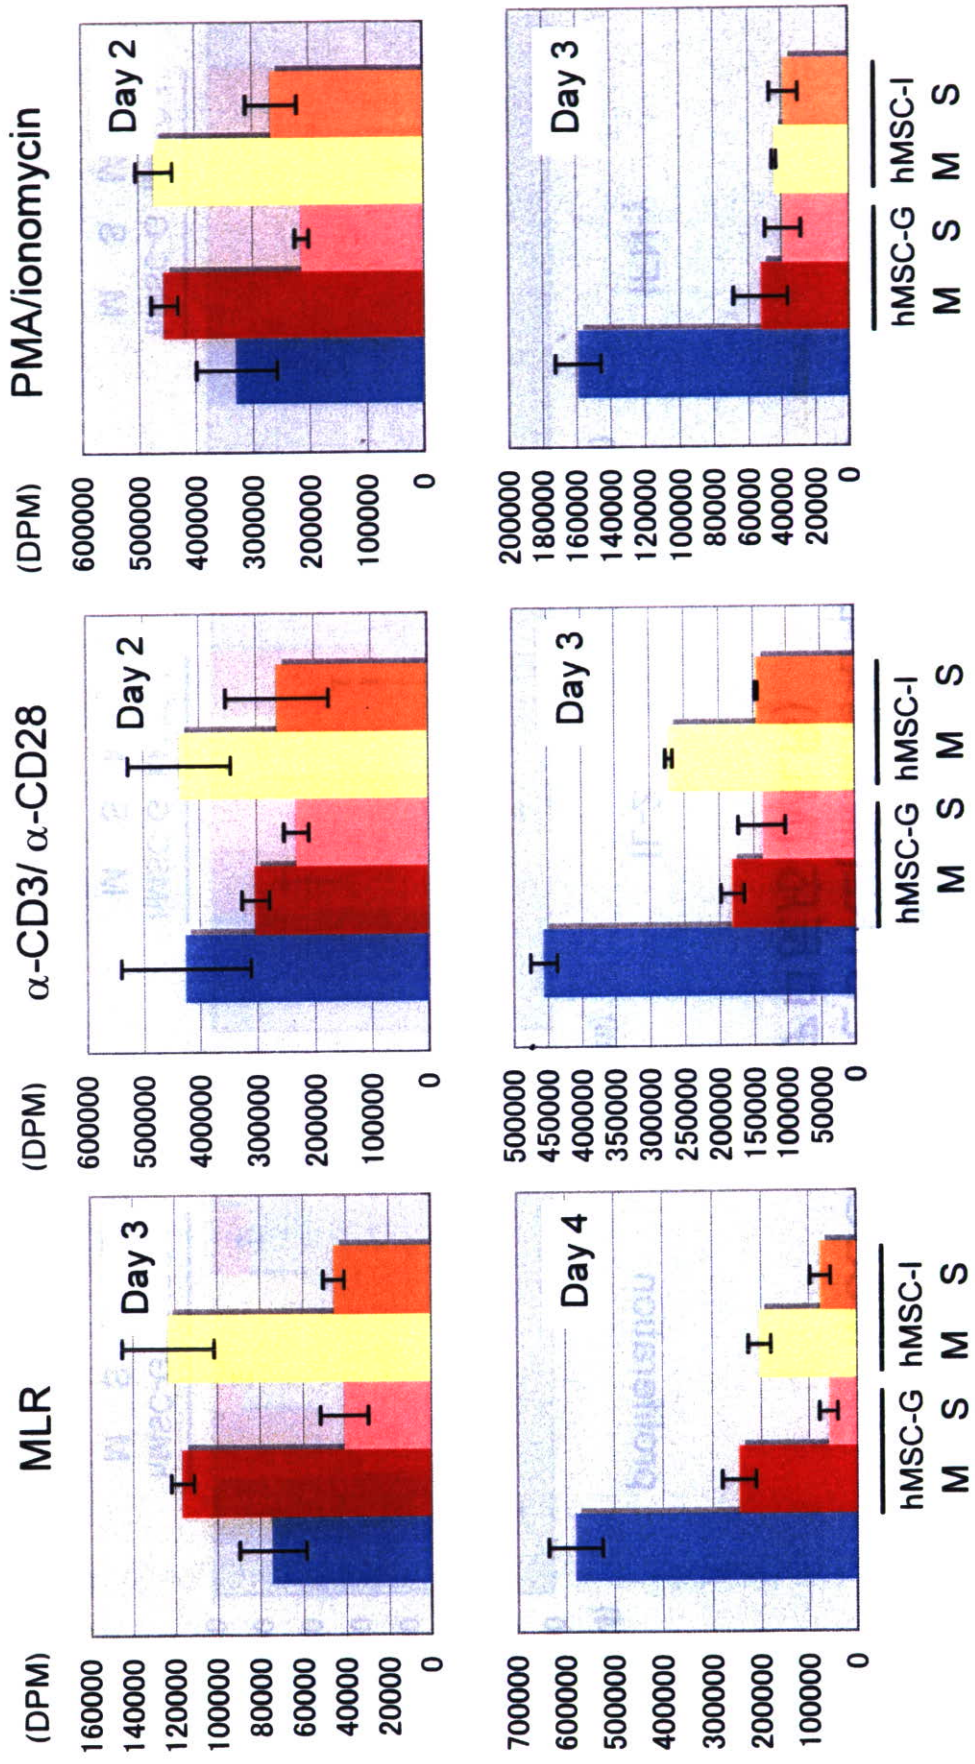 MLR
α-CD3/ α-CD28
PMA/ionomycin
(DPM)
160000
140000
120000
100000
80000
60000
40000
20000
0
Day 3
(DPM)
600000
500000
400000
300000
200000
100000
0
Day 2
(DPM)
600000
500000
400000
300000
200000
100000
0
Day 2
700000
600000
500000
400000
300000
200000
100000
0
Day 4
hMSC-G hMSC-I
M S M S
500000
450000
400000
350000
300000
250000
200000
150000
100000
50000
0
Day 3
hMSC-G hMSC-I
M S M S
200000
180000
160000
140000
120000
100000
80000
60000
40000
20000
0
Day 3
hMSC-G hMSC-I
M S M S